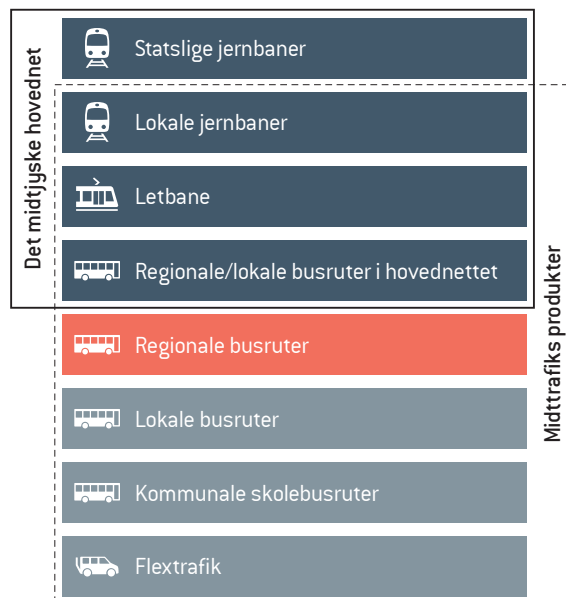 Det midtjyske hovednet
Statslige jernbaner
Lokale jernbaner
Letbane
Regionale/lokale busruter i hovednettet
Regionale busruter
Lokale busruter
Kommunale skolebusruter
Flextrafik
Midttrafiks produkter